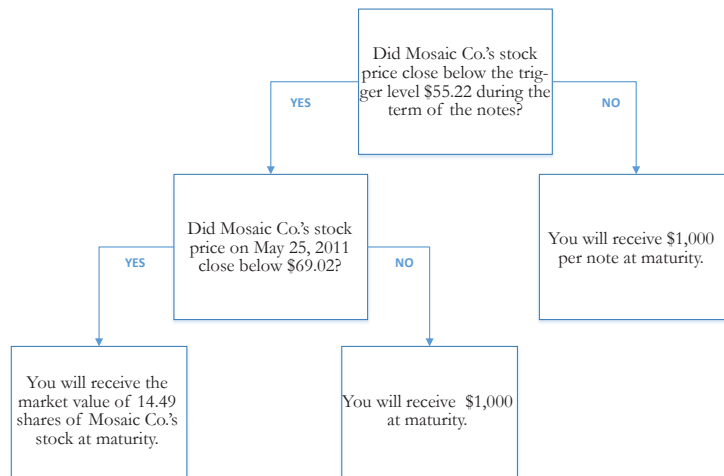 Did Mosaic Co.'s stock
price close below the trig-
ger level $55.22 during the
term of the notes?
YES
NO
Did Mosaic Co.'s stock
price on May 25, 2011
close below $69.02?
You will receive $1,000
per note at maturity.
YES
NO
You will receive the
market value of 14.49
shares of Mosaic Co.'s
stock at maturity.
You will receive $1,000
at maturity.